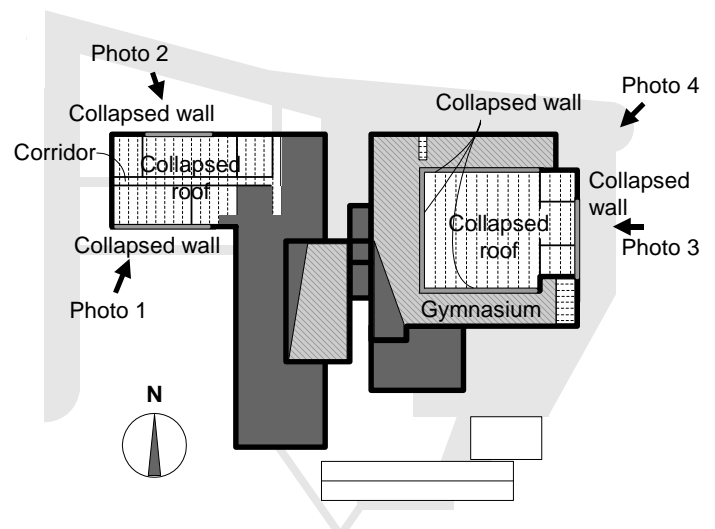 Photo 2
Photo 4
Collapsed wall
Collapsed wall
Corridor
Collapsed
roof
Collapsed
wall
Collapsed
roof
Collapsed wall
Photo 3
Photo 1
Gymnasium
N